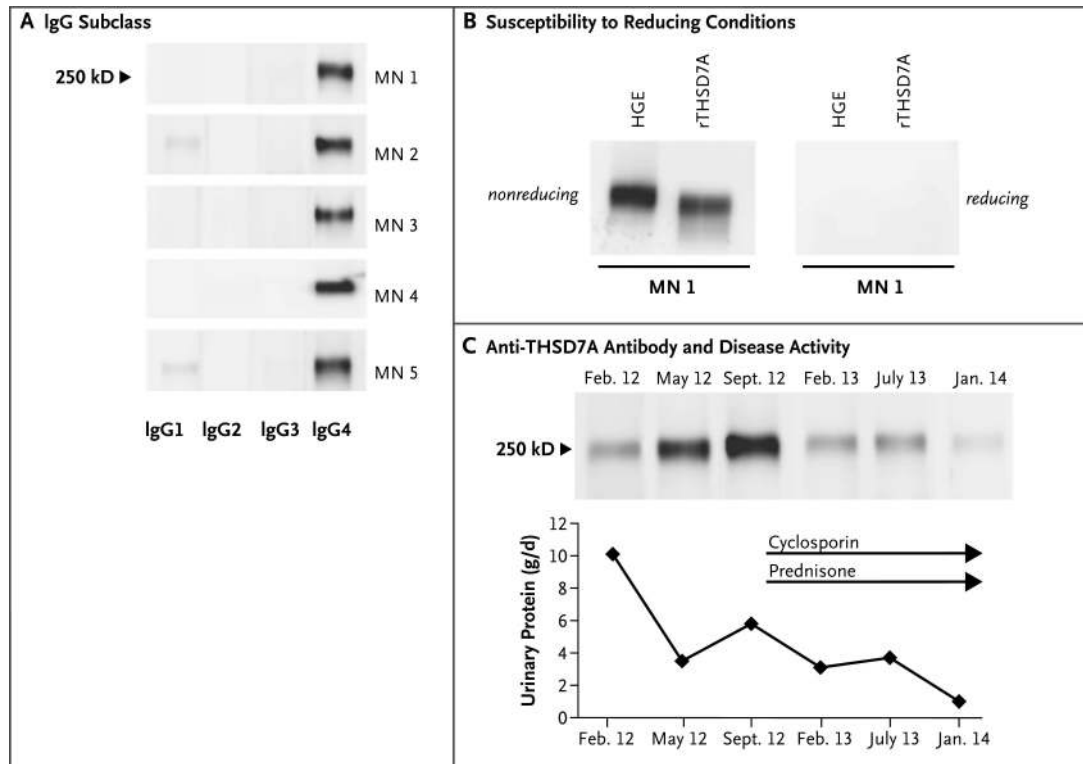 A IgG Subclass
250 kD ►
MN 1
MN 2
MN 3
MN 4
MN 5
IgG1 IgG2 IgG3 IgG4
B Susceptibility to Reducing Conditions
HGE
rTHSD7A
HGE
rTHSD7A
nonreducing
reducing
MN 1
MN 1
C Anti-THSD7A Antibody and Disease Activity
Feb. 12 May 12 Sept. 12 Feb. 13 July 13 Jan. 14
250 kD ►
Urinary Protein (g/d)
12
10
8
6
4
2
0
Cyclosporin
Prednisone
Feb. 12 May 12 Sept. 12 Feb. 13 July 13 Jan. 14